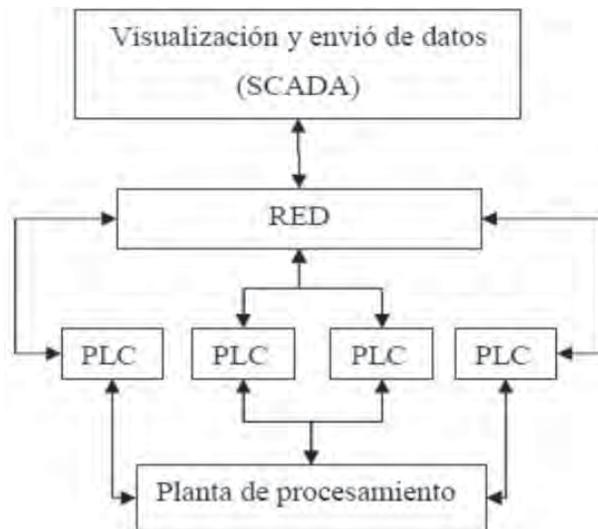 Visualización y envió de datos
(SCADA)
RED
PLC PLC PLC PLC
Planta de procesamiento